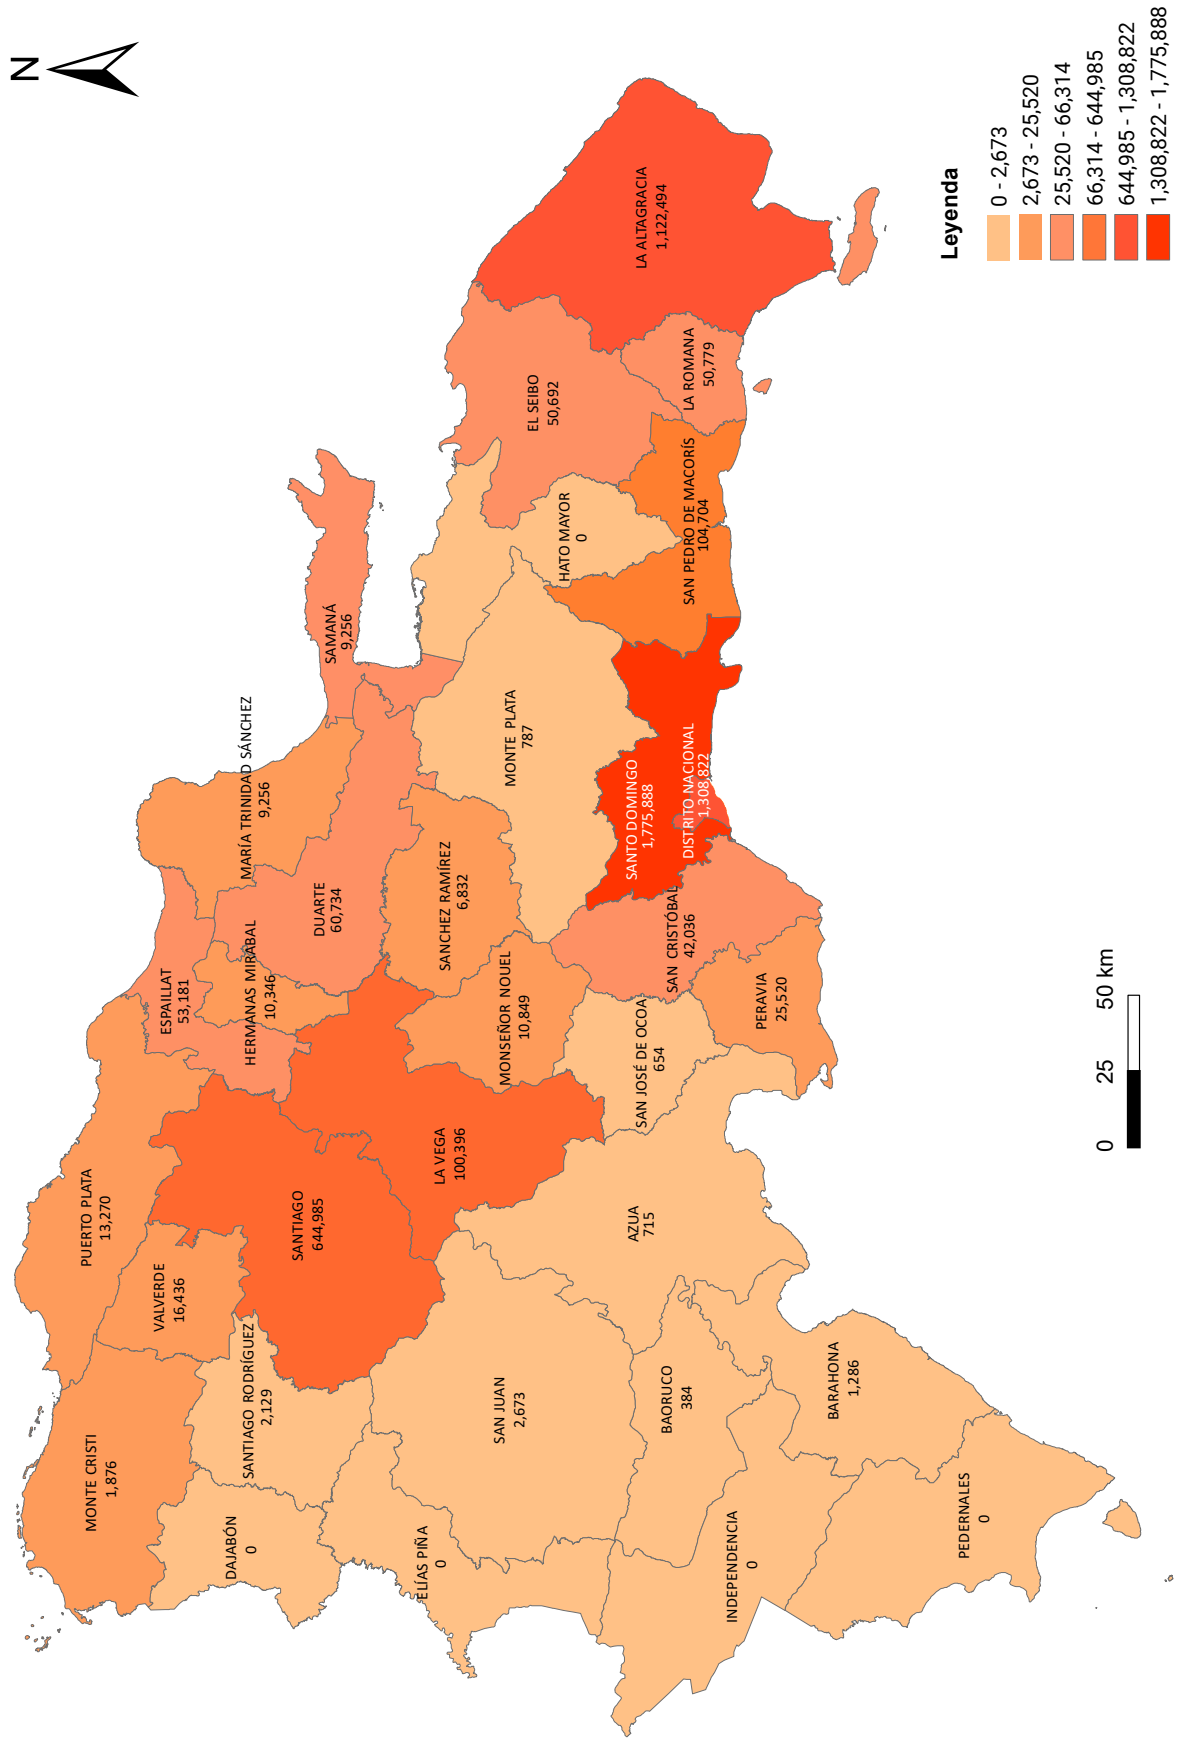 N
PUERTO PLATA
13,270
MONTE CRISTI
1,876
VALVERDE
16,436
ESPAILLAT
53,181
MARÍA TRINIDAD SÁNCHEZ
9,256
HERMANAS MIRABAL
10,346
SANTIAGO RODRÍGUEZ
2,129
DAJABÓN
0
SANTIAGO
644,985
DUARTE
60,734
SAMANÁ
9,256
LA VEGA
100,396
SANCHEZ RAMÍREZ
6,832
ELÍAS PIÑA
0
SAN JUAN
2,673
MONSEÑOR NOUEL
10,849
MONTE PLATA
787
HATO MAYOR
0
EL SEIBO
50,692
LA ALTAGRACIA
1,122,494
AZUA
715
SAN JOSÉ DE OCOA
654
SANTO DOMINGO
1,775,888
BAORUCO
384
SAN CRISTÓBAL
42,036
DISTRITO NACIONAL
1,308,822
SAN PEDRO DE MACORÍS
104,704
LA ROMANA
50,779
INDEPENDENCIA
0
PERAVIA
25,520
BARAHONA
1,286
PEDERNALES
0
Leyenda
0 - 2,673
2,673 - 25,520
25,520 - 66,314
66,314 - 644,985
644,985 - 1,308,822
1,308,822 - 1,775,888
0 25 50 km